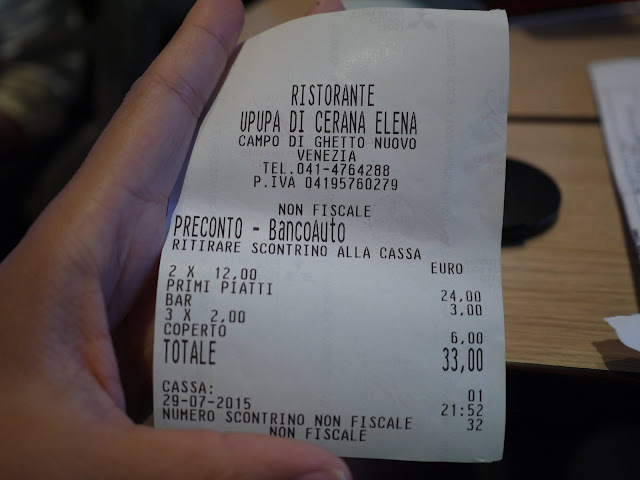 RISTORANTE
UPUPA DI CERANA ELENA
CAMPO DI GHETTO NUOVO
VENEZIA
TEL.041-4764288
P.IVA 04195760279
NON FISCALE
PRECONTO - BancoAuto
RITIRARE SCONTRINO ALLA CASSA
EURO
2 X 12,00
PRIMI PIATTI 24,00
BAR 3,00
3 X 2,00
COPERTO 6,00
TOTALE 33,00
CASSA: 01
29-07-2015 21:52
NUMERO SCONTRINO NON FISCALE 32
NON FISCALE